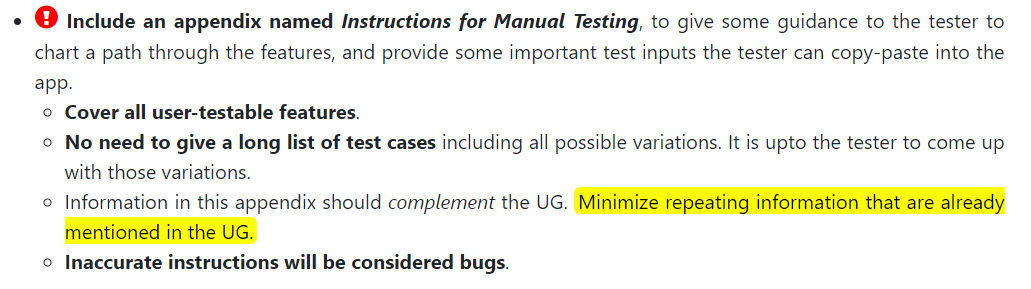 Include an appendix named Instructions for Manual Testing, to give some guidance to the tester to
chart a path through the features, and provide some important test inputs the tester can copy-paste into the
app.
Cover all user-testable features.
No need to give a long list of test cases including all possible variations. It is upto the tester to come up
with those variations.
Information in this appendix should complement the UG. Minimize repeating information that are already
mentioned in the UG.
Inaccurate instructions will be considered bugs.